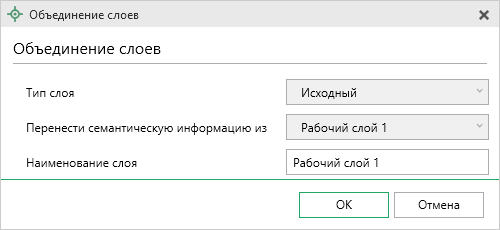 Объединение слоев
Объединение слоев
Тип слоя Исходный
Перенести семантическую информацию из Рабочий слой 1
Наименование слоя Рабочий слой 1
ОК Отмена